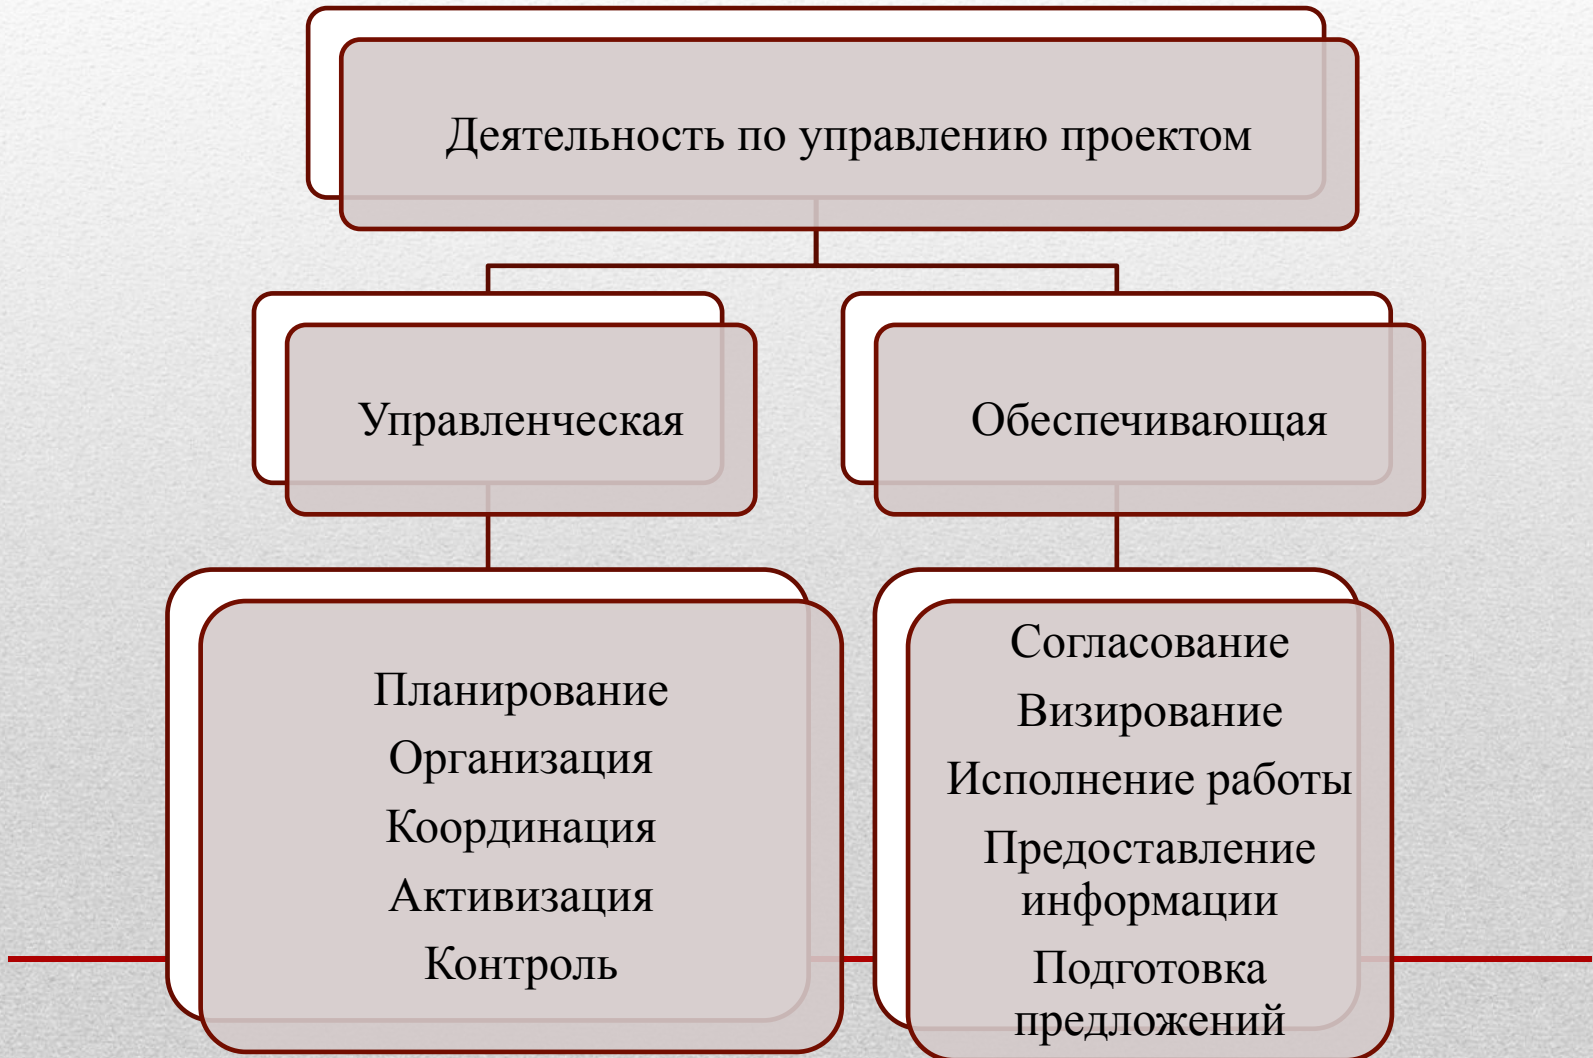 Деятельность по управлению проектом
Управленческая
Обеспечивающая
Планирование
Организация
Координация
Активизация
Контроль
Согласование
Визирование
Исполнение работы
Предоставление
информации
Подготовка
предложений